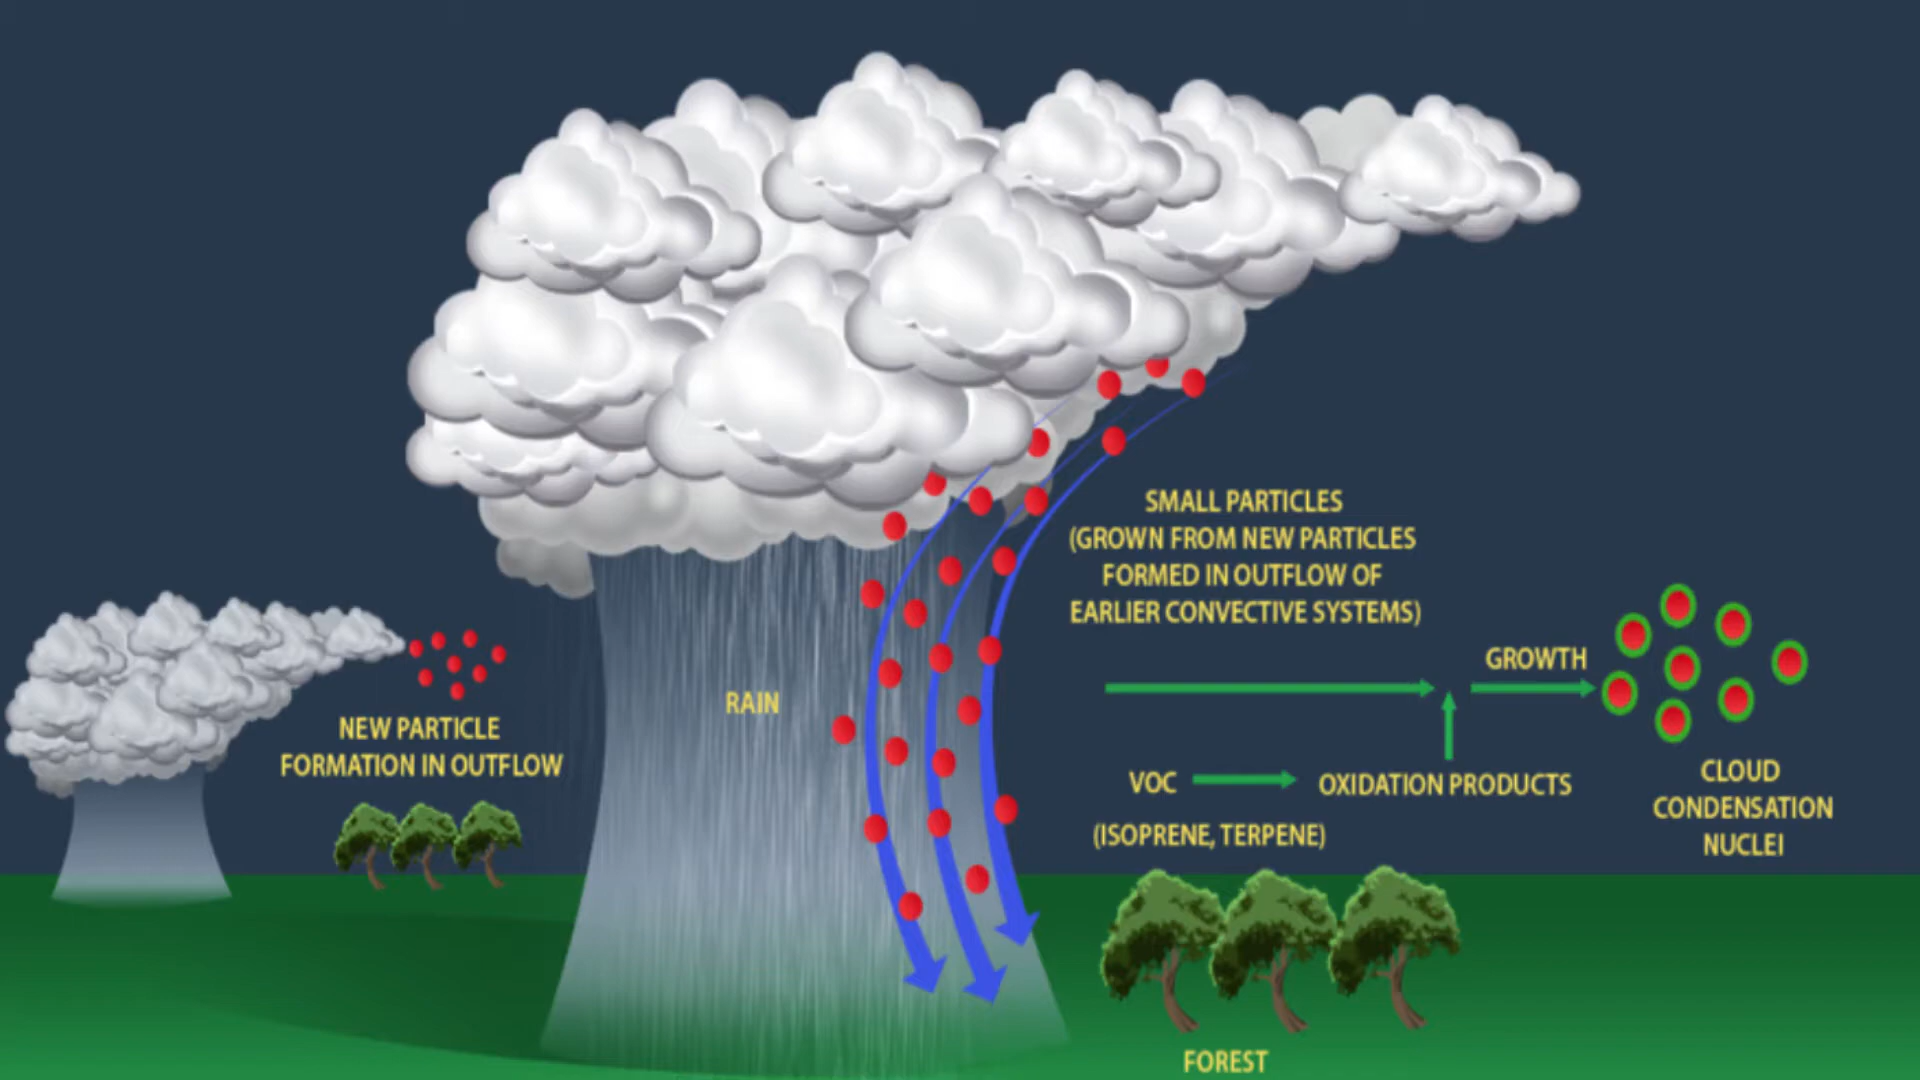 NEW PARTICLE
FORMATION IN OUTFLOW
RAIN
SMALL PARTICLES
(GROWN FROM NEW PARTICLES
FORMED IN OUTFLOW OF
EARLIER CONVECTIVE SYSTEMS)
GROWTH
VOC
OXIDATION PRODUCTS
(ISOPRENE, TERPENE)
CLOUD
CONDENSATION
NUCLEI
FOREST